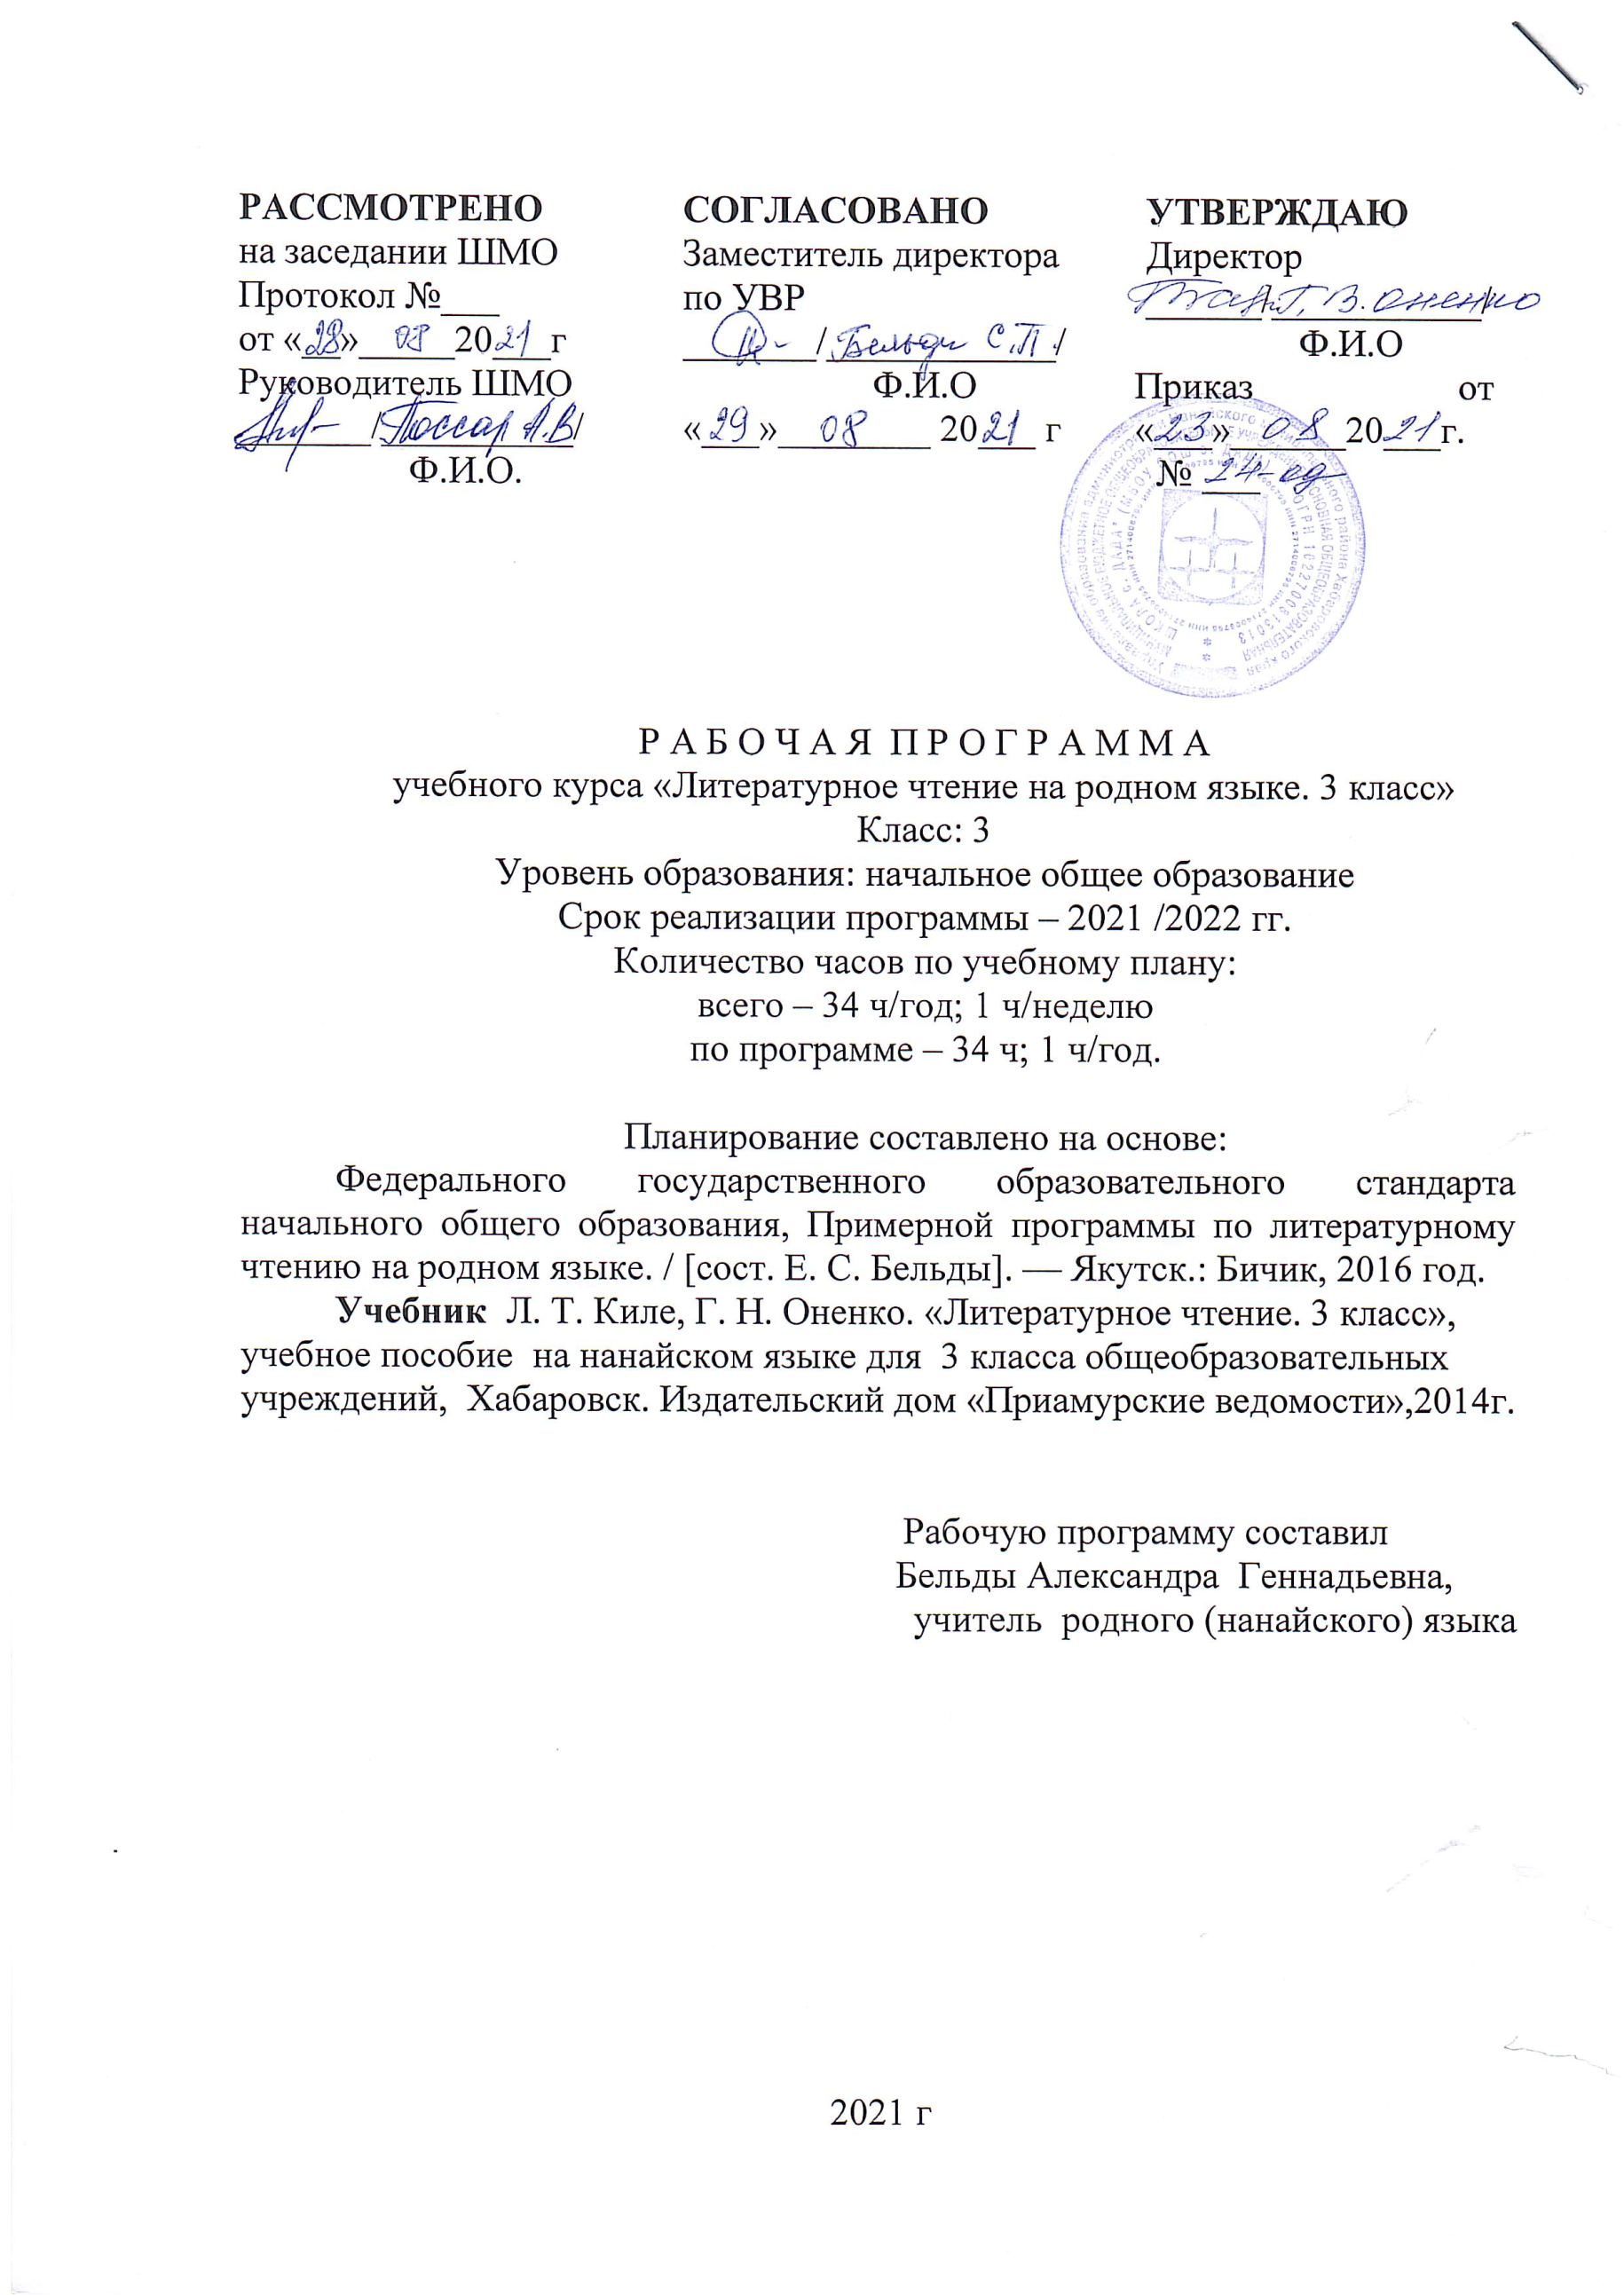 РАССМОТРЕНО
на заседании ШМО
Протокол №___
от «28» 08 2021 г
Руководитель ШМО
/Поссар А.В/
Ф.И.О.
СОГЛАСОВАНО
Заместитель директора
по УВР
/Бельды С.П./
Ф.И.О
«29» 08 2021 г
УТВЕРЖДАЮ
Директор
/Г.В. Оненко/
Ф.И.О
Приказ от
«23» 08 2021г.
№ 24-од
Р А Б О Ч А Я П Р О Г Р А М М А
учебного курса «Литературное чтение на родном языке. 3 класс»
Класс: 3
Уровень образования: начальное общее образование
Срок реализации программы – 2021 /2022 гг.
Количество часов по учебному плану:
всего – 34 ч/год; 1 ч/неделю
по программе – 34 ч; 1 ч/год.
Планирование составлено на основе:
Федерального государственного образовательного стандарта
начального общего образования, Примерной программы по литературному
чтению на родном языке. / [сост. Е. С. Бельды]. — Якутск.: Бичик, 2016 год.
Учебник Л. Т. Киле, Г. Н. Оненко. «Литературное чтение. 3 класс»,
учебное пособие на нанайском языке для 3 класса общеобразовательных
учреждений, Хабаровск. Издательский дом «Приамурские ведомости»,2014г.
Рабочую программу составил
Бельды Александра Геннадьевна,
учитель родного (нанайского) языка
2021 г